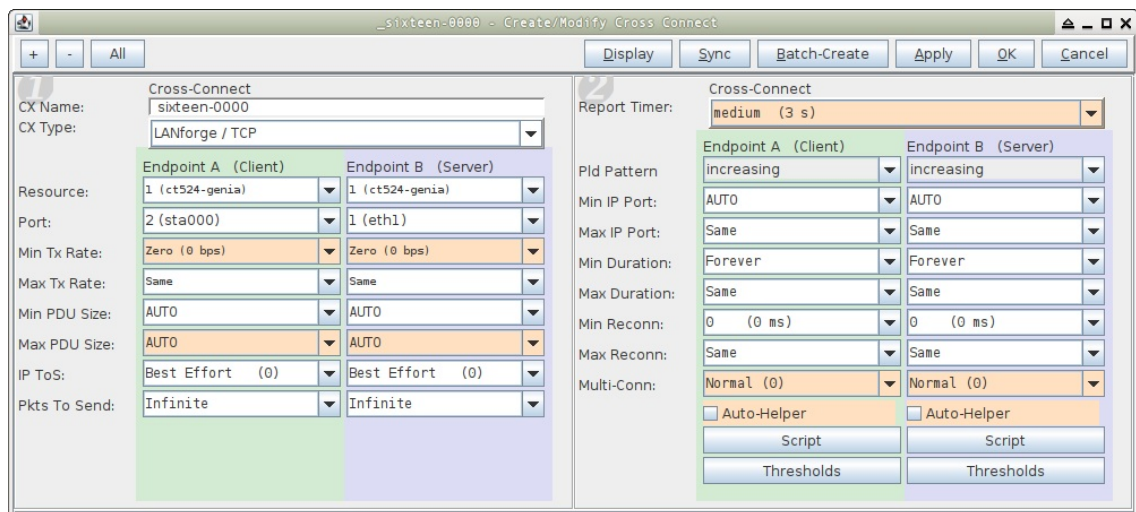 _sixteen-0000 - Create/Modify Cross Connect
+ - All Display Sync Batch-Create Apply OK Cancel
1
Cross-Connect
CX Name: sixteen-0000
CX Type: LANforge / TCP
Endpoint A (Client) Endpoint B (Server)
Resource: 1 (ct524-genia) 1 (ct524-genia)
Port: 2 (sta000) 1 (eth1)
Min Tx Rate: Zero (0 bps) Zero (0 bps)
Max Tx Rate: Same Same
Min PDU Size: AUTO AUTO
Max PDU Size: AUTO AUTO
IP ToS: Best Effort (0) Best Effort (0)
Pkts To Send: Infinite Infinite
2
Cross-Connect
Report Timer: medium (3 s)
Endpoint A (Client) Endpoint B (Server)
Pld Pattern increasing increasing
Min IP Port: AUTO AUTO
Max IP Port: Same Same
Min Duration: Forever Forever
Max Duration: Same Same
Min Reconn: 0 (0 ms) 0 (0 ms)
Max Reconn: Same Same
Multi-Conn: Normal (0) Normal (0)
Auto-Helper Auto-Helper
Script Script
Thresholds Thresholds